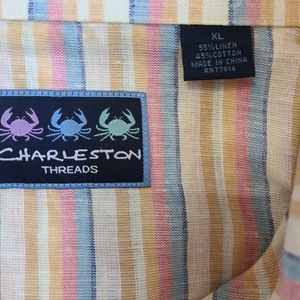 XL
55% LINEN
45% COTTON
MADE IN CHINA
RN77916
CHARLESTON
THREADS